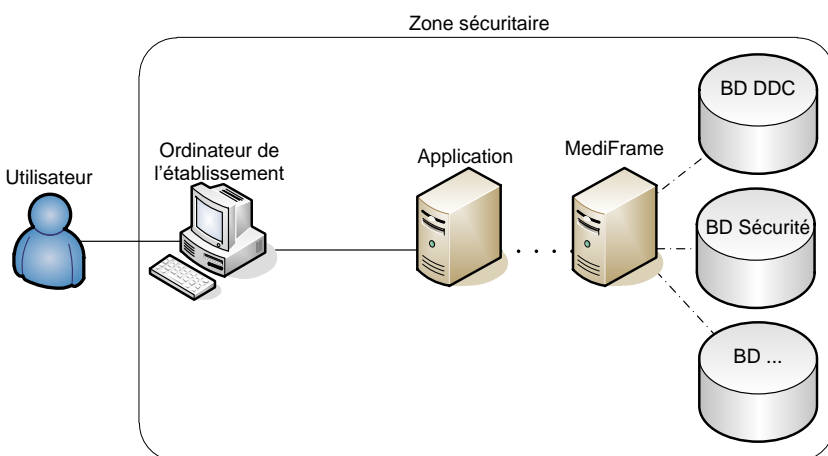 Zone sécuritaire
BD DDC
Ordinateur de
l'établissement
Application
MediFrame
Utilisateur
BD Sécurité
BD ...